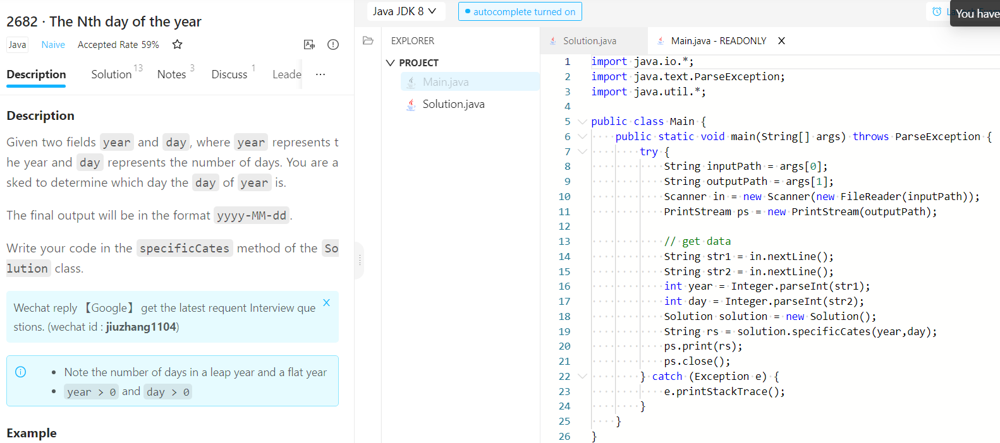 2682 · The Nth day of the year
Java Naive Accepted Rate 59%
Description Solution 13 Notes 3 Discuss 1 Leade ...
Description
Given two fields year and day, where year represents t
he year and day represents the number of days. You are a
sked to determine which day the day of year is.
The final output will be in the format yyyy-MM-dd.
Write your code in the specificCates method of the So
lution class.
Wechat reply 【Google】 get the latest requent Interview que
stions. (wechat id : jiuzhang1104)
• Note the number of days in a leap year and a flat year
• year > 0 and day > 0
Example
Java JDK 8
autocomplete turned on
You have
EXPLORER
PROJECT
Main.java
Solution.java
Solution.java
Main.java - READONLY
1 import java.io.*;
2 import java.text.ParseException;
3 import java.util.*;
4
5 public class Main {
6 public static void main(String[] args) throws ParseException {
7 try {
8 String inputPath = args[0];
9 String outputPath = args[1];
10 Scanner in = new Scanner(new FileReader(inputPath));
11 PrintStream ps = new PrintStream(outputPath);
12
13 // get data
14 String str1 = in.nextLine();
15 String str2 = in.nextLine();
16 int year = Integer.parseInt(str1);
17 int day = Integer.parseInt(str2);
18 Solution solution = new Solution();
19 String rs = solution.specificCates(year,day);
20 ps.print(rs);
21 ps.close();
22 } catch (Exception e) {
23 e.printStackTrace();
24 }
25 }
26 }